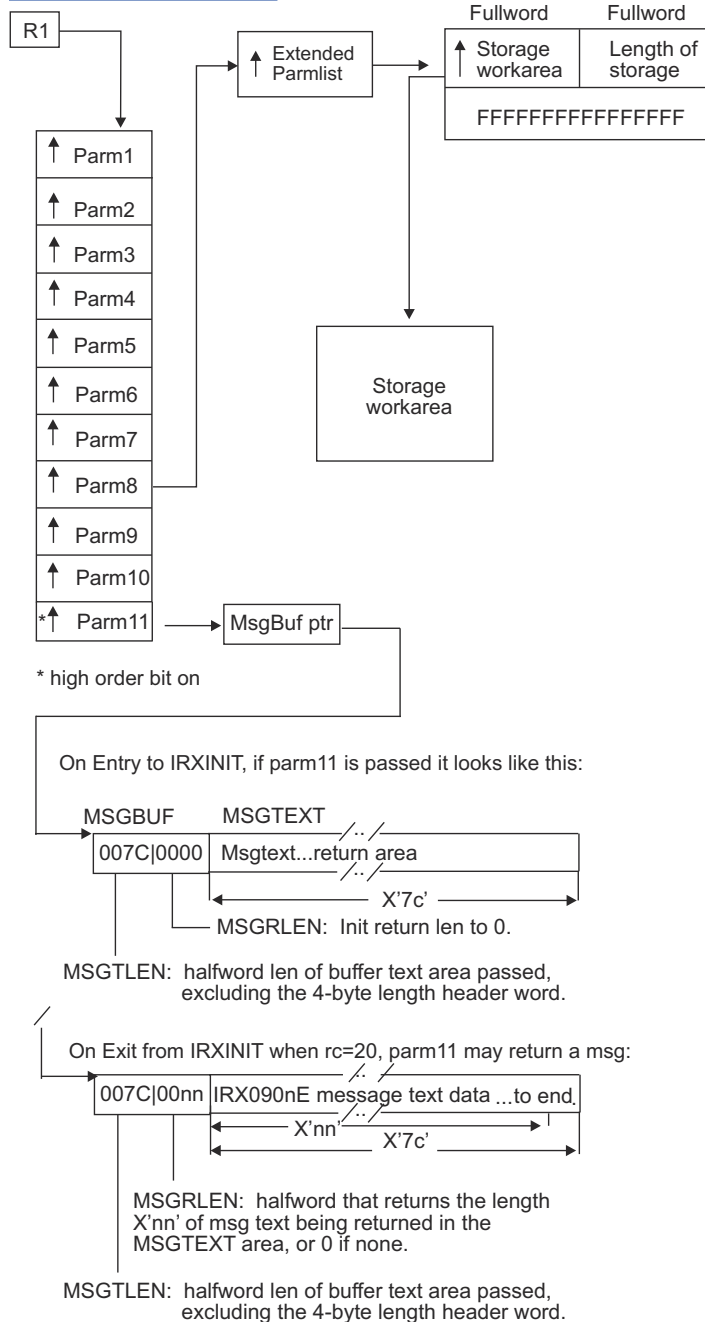 R1
Extended
Parmlist
Fullword Fullword
Storage
workarea
Length of
storage
FFFFFFFFFFFFFFFF
Parm1
Parm2
Parm3
Parm4
Parm5
Parm6
Parm7
Parm8
Parm9
Parm10
* Parm11
Storage
workarea
MsgBuf ptr
* high order bit on
On Entry to IRXINIT, if parm11 is passed it looks like this:
MSGBUF MSGTEXT
007C|0000 Msgtext...return area
X'7c'
MSGRLEN: Init return len to 0.
MSGTLEN: halfword len of buffer text area passed,
excluding the 4-byte length header word.
On Exit from IRXINIT when rc=20, parm11 may return a msg:
007C|00nn IRX090nE message text data ...to end.
X'nn'
X'7c'
MSGRLEN: halfword that returns the length
X'nn' of msg text being returned in the
MSGTEXT area, or 0 if none.
MSGTLEN: halfword len of buffer text area passed,
excluding the 4-byte length header word.